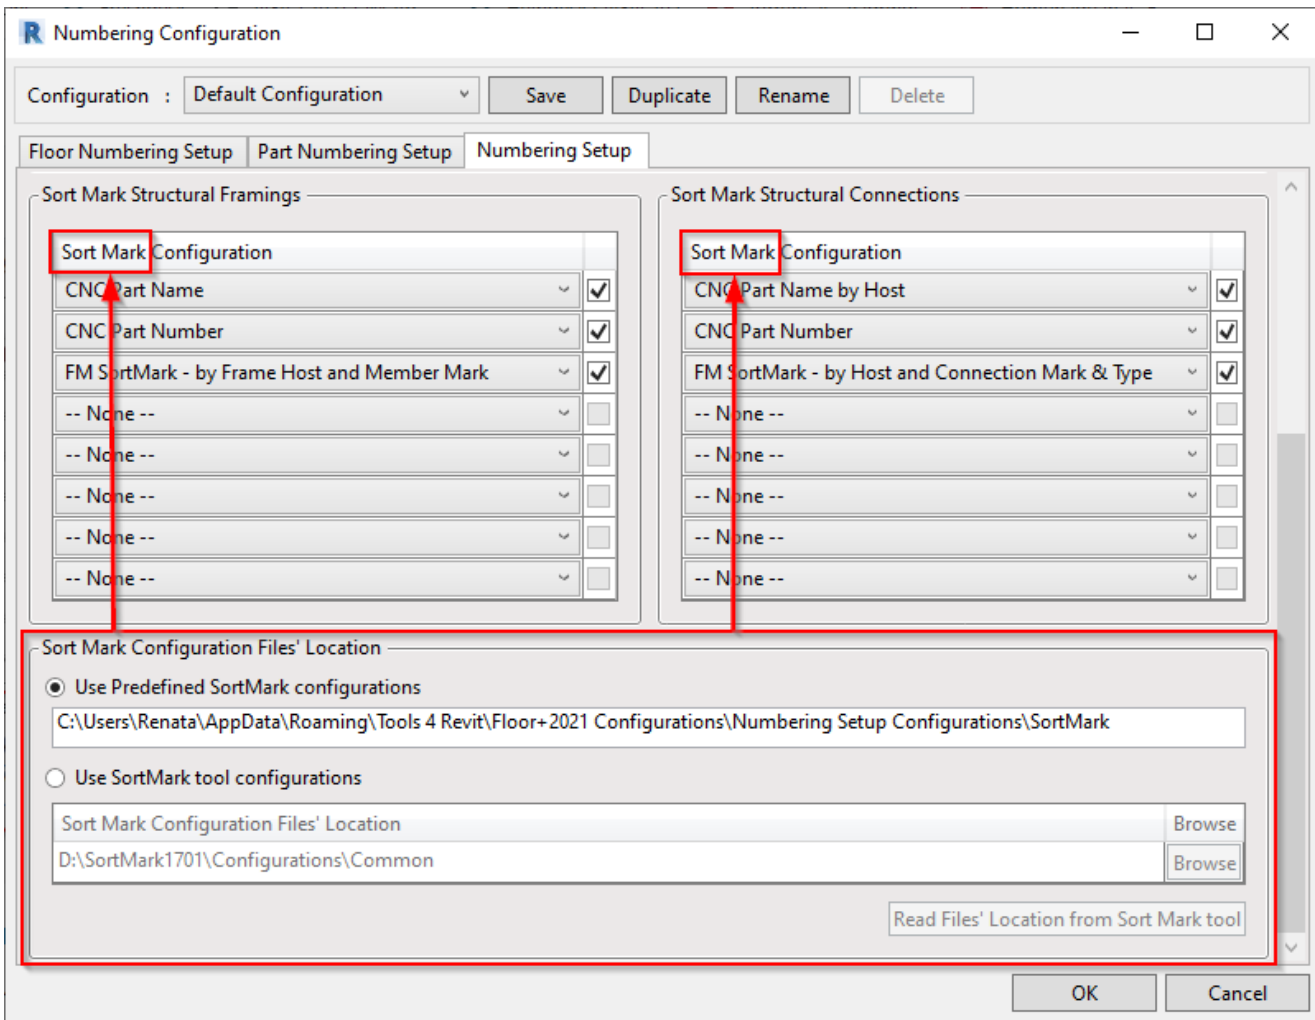 Numbering Configuration
Configuration : Default Configuration Save Duplicate Rename Delete
Floor Numbering Setup Part Numbering Setup Numbering Setup
Sort Mark Structural Framings
Sort Mark Configuration
CNC Part Name
CNC Part Number
FM SortMark - by Frame Host and Member Mark
-- None --
-- None --
-- None --
-- None --
-- None --
Sort Mark Structural Connections
Sort Mark Configuration
CNC Part Name by Host
CNC Part Number
FM SortMark - by Host and Connection Mark & Type
-- None --
-- None --
-- None --
-- None --
-- None --
Sort Mark Configuration Files' Location
Use Predefined SortMark configurations
C:\Users\Renata\AppData\Roaming\Tools 4 Revit\Floor+2021 Configurations\Numbering Setup Configurations\SortMark
Use SortMark tool configurations
Sort Mark Configuration Files' Location Browse
D:\SortMark1701\Configurations\Common Browse
Read Files' Location from Sort Mark tool
OK Cancel